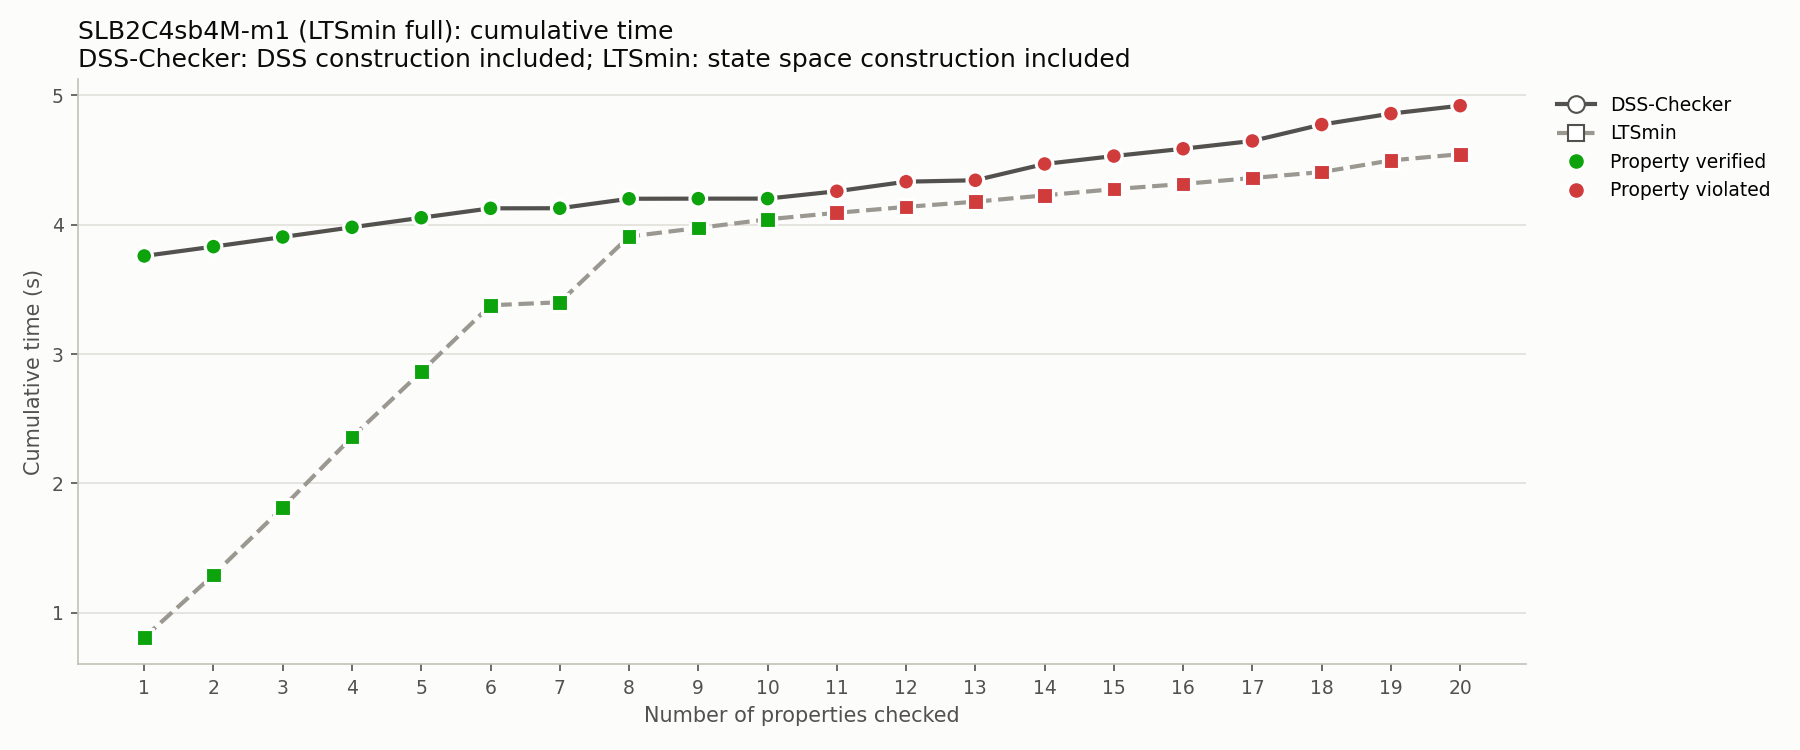 SLB2C4sb4M-m1 (LTSmin full): cumulative time
DSS-Checker: DSS construction included; LTSmin: state space construction included
5
4
3
2
1
Cumulative time (s)
1 2 3 4 5 6 7 8 9 10 11 12 13 14 15 16 17 18 19 20
Number of properties checked
DSS-Checker
LTSmin
Property verified
Property violated